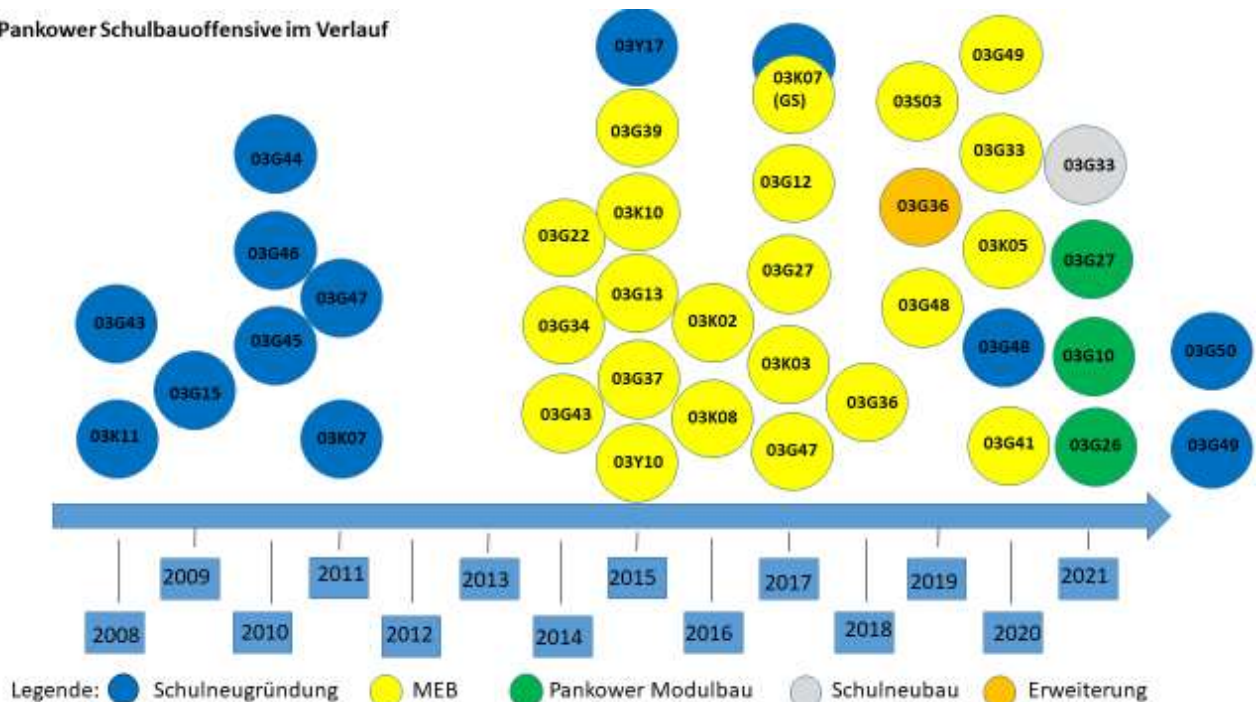 Pankower Schulbauoffensive im Verlauf
03Y17
03K07
(GS)
03G49
03S03
03G39
03G44
03G33
03G33
03G12
03K10
03G36
03G22
03G46
03K05
03G27
03G27
03G47
03G13
03G48
03G43
03G34
03K02
03G45
03G48
03G10
03G50
03K03
03G15
03G37
03G36
03G43
03K08
03K11
03K07
03G41
03G26
03G49
03G47
03Y10
2009
2011
2013
2015
2017
2019
2021
2008
2010
2012
2014
2016
2018
2020
Legende: Schulneugründung MEB Pankower Modulbau Schulneubau Erweiterung